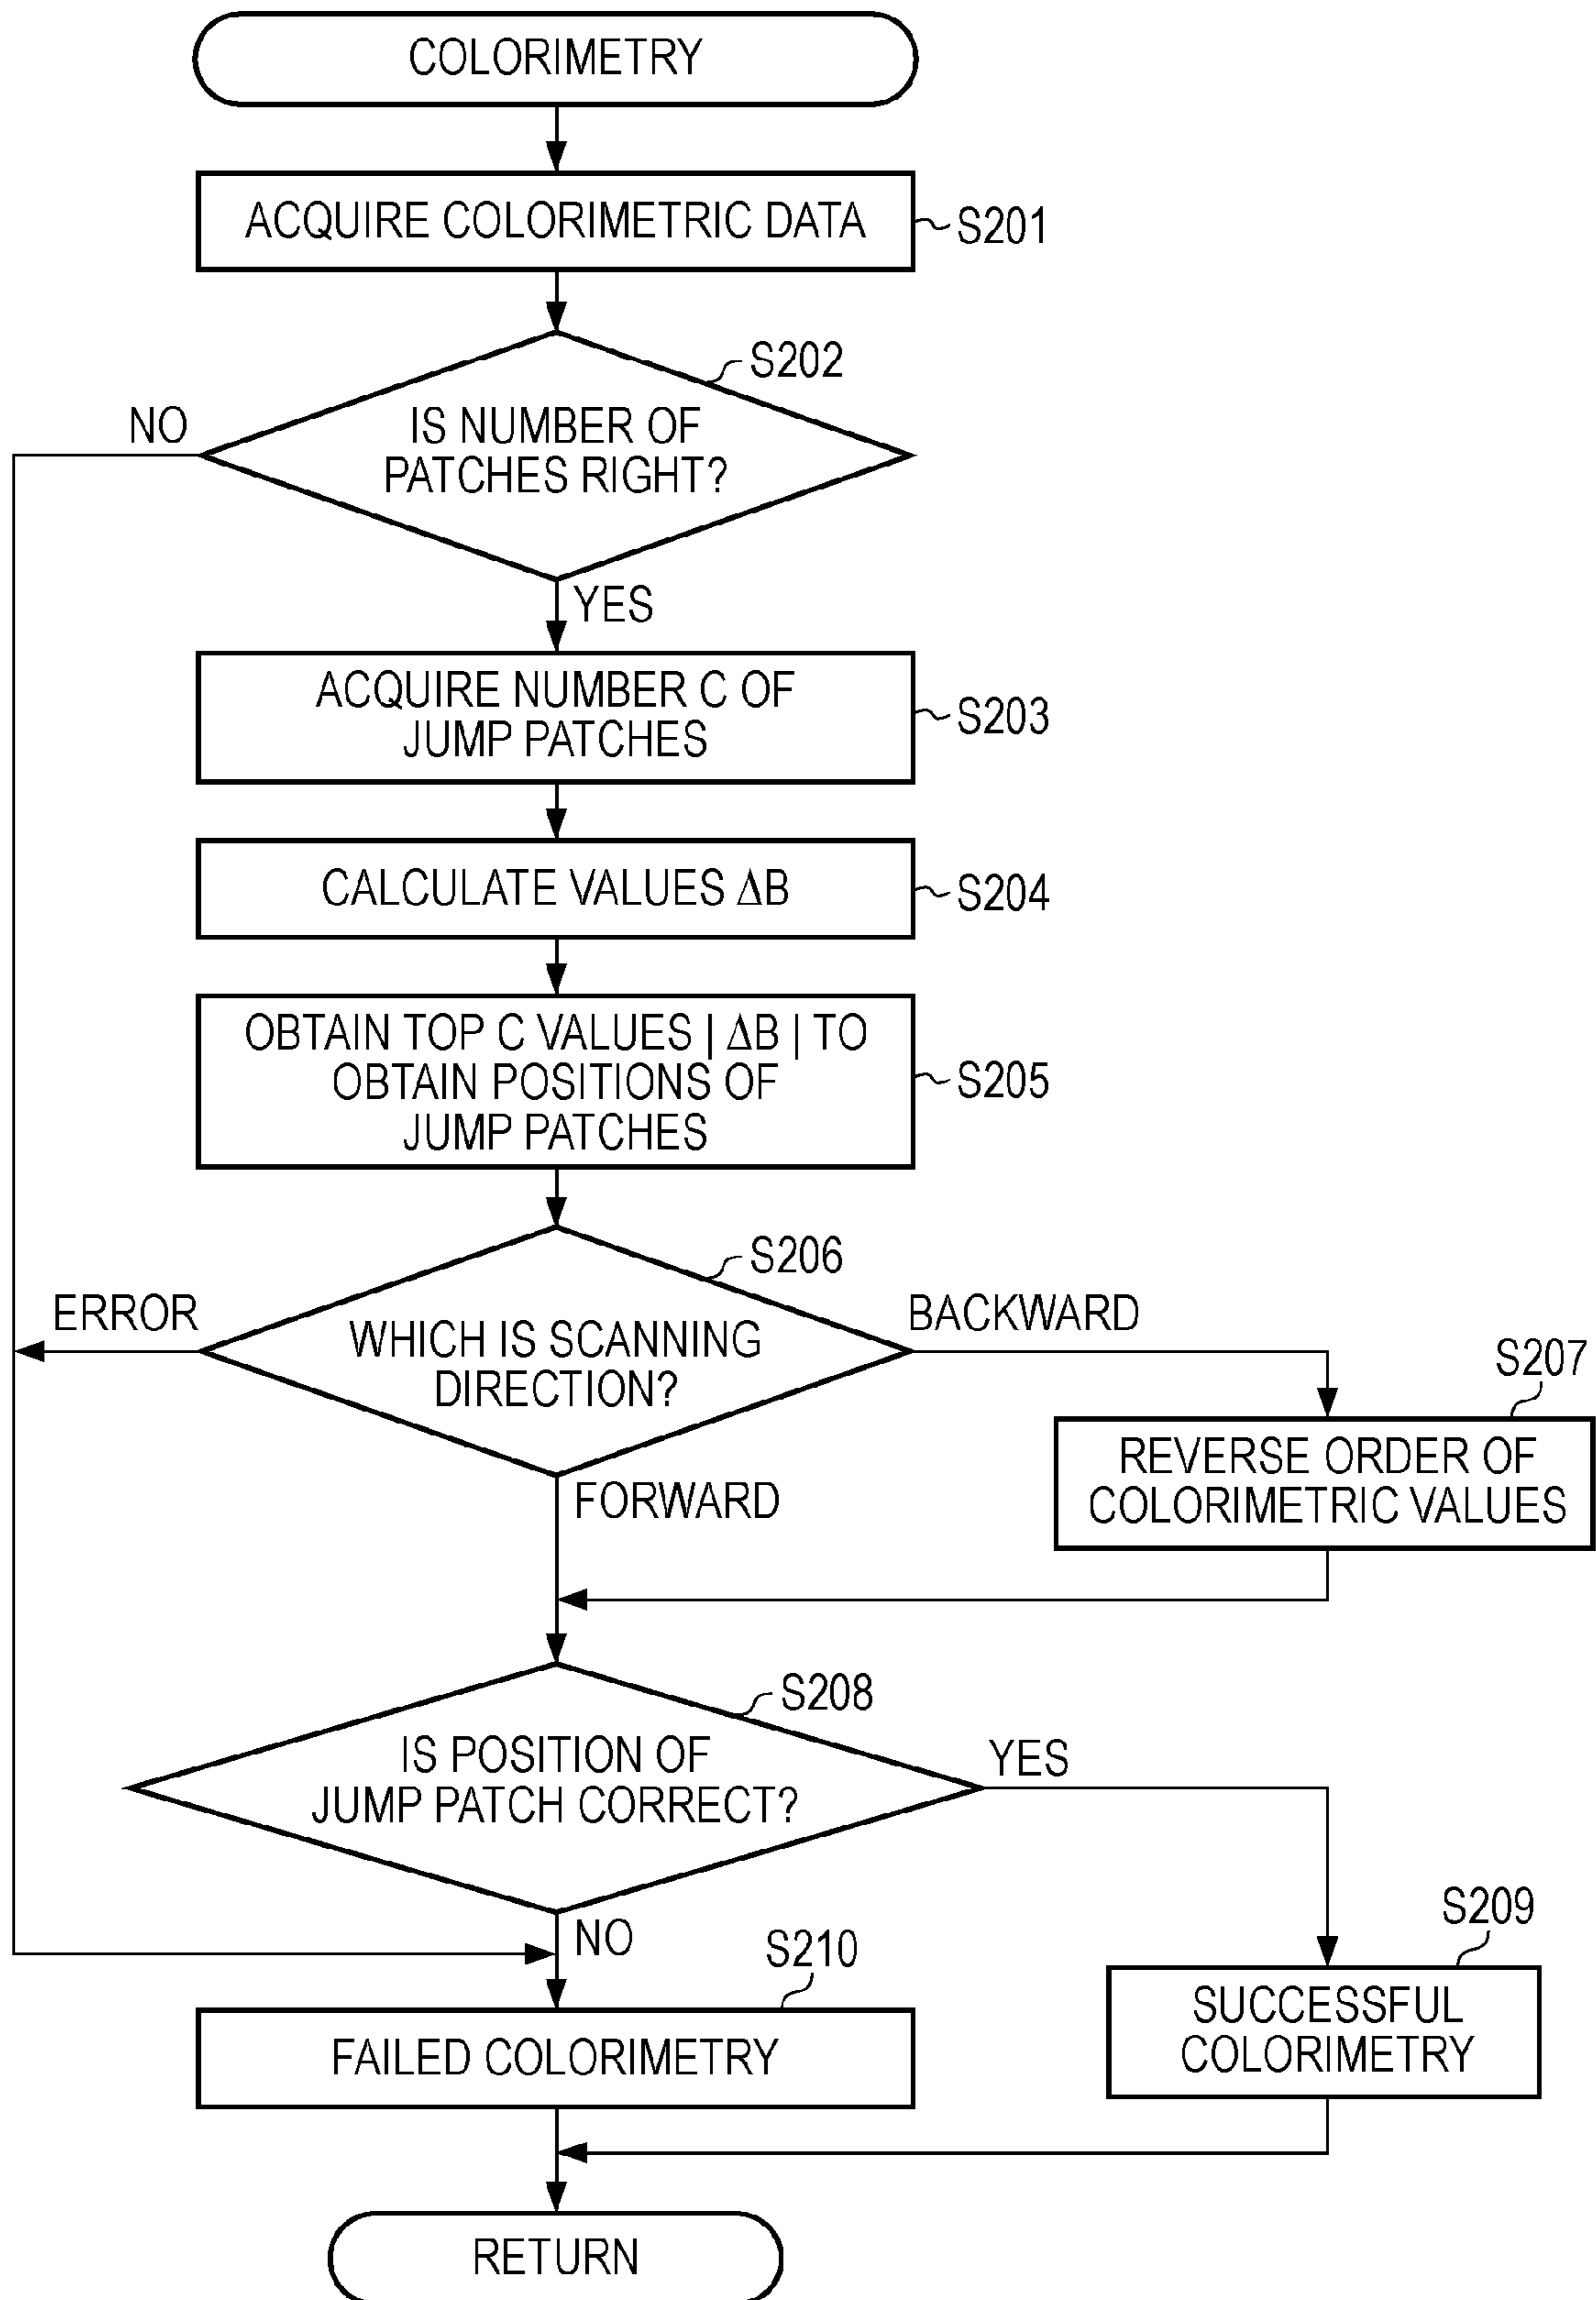 COLORIMETRY
ACQUIRE COLORIMETRIC DATA
S201
S202
NO
IS NUMBER OF
PATCHES RIGHT?
YES
ACQUIRE NUMBER C OF
JUMP PATCHES
S203
CALCULATE VALUES ΔB
S204
OBTAIN TOP C VALUES | ΔB | TO
OBTAIN POSITIONS OF
JUMP PATCHES
S205
S206
ERROR
WHICH IS SCANNING
DIRECTION?
BACKWARD
S207
REVERSE ORDER OF
COLORIMETRIC VALUES
FORWARD
S208
IS POSITION OF
JUMP PATCH CORRECT?
YES
NO
S209
SUCCESSFUL
COLORIMETRY
S210
FAILED COLORIMETRY
RETURN